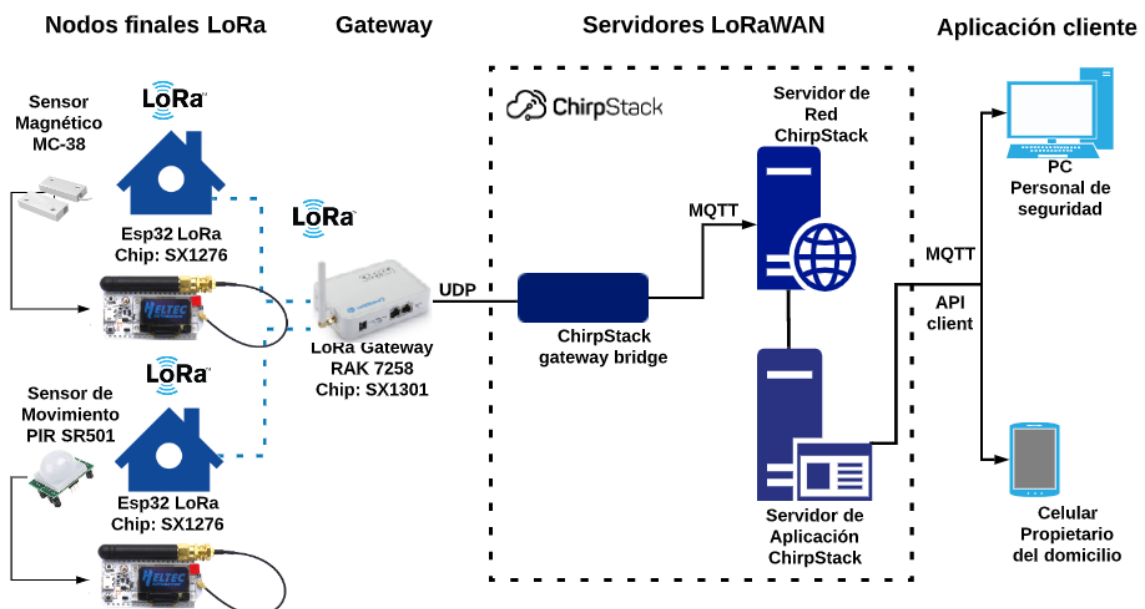 Nodos finales LoRa
Gateway
Servidores LoRaWAN
Aplicación cliente
Sensor
Magnético
MC-38
LoRa
Esp32 LoRa
Chip: SX1276
HELTEC
Sensor de
Movimiento
PIR SR501
LoRa
Esp32 LoRa
Chip: SX1276
HELTEC
LoRa
LoRa Gateway
RAK 7258
Chip: SX1301
UDP
ChirpStack
ChirpStack
gateway bridge
MQTT
Servidor de
Red
ChirpStack
Servidor de
Aplicación
ChirpStack
MQTT
API
client
PC
Personal de
seguridad
Celular
Propietario
del domicilio